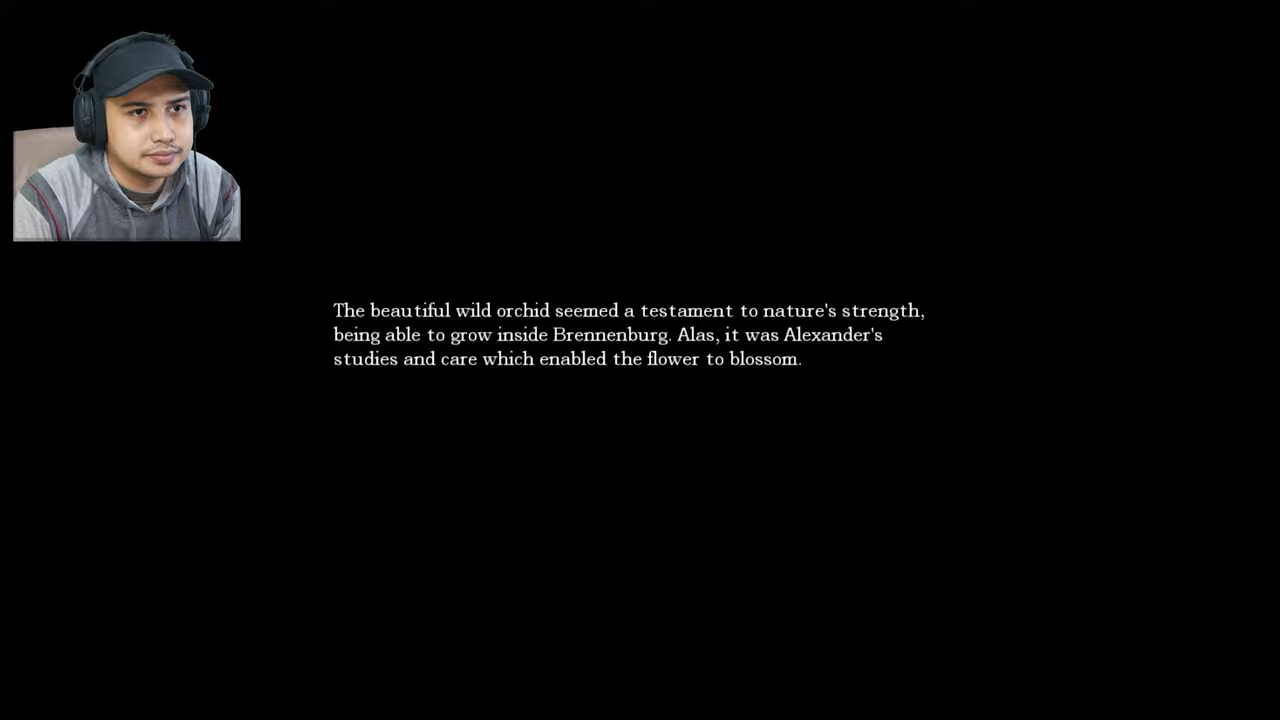 The beautiful wild orchid seemed a testament to nature's strength,
being able to grow inside Brennenburg. Alas, it was Alexander's
studies and care which enabled the flower to blossom.